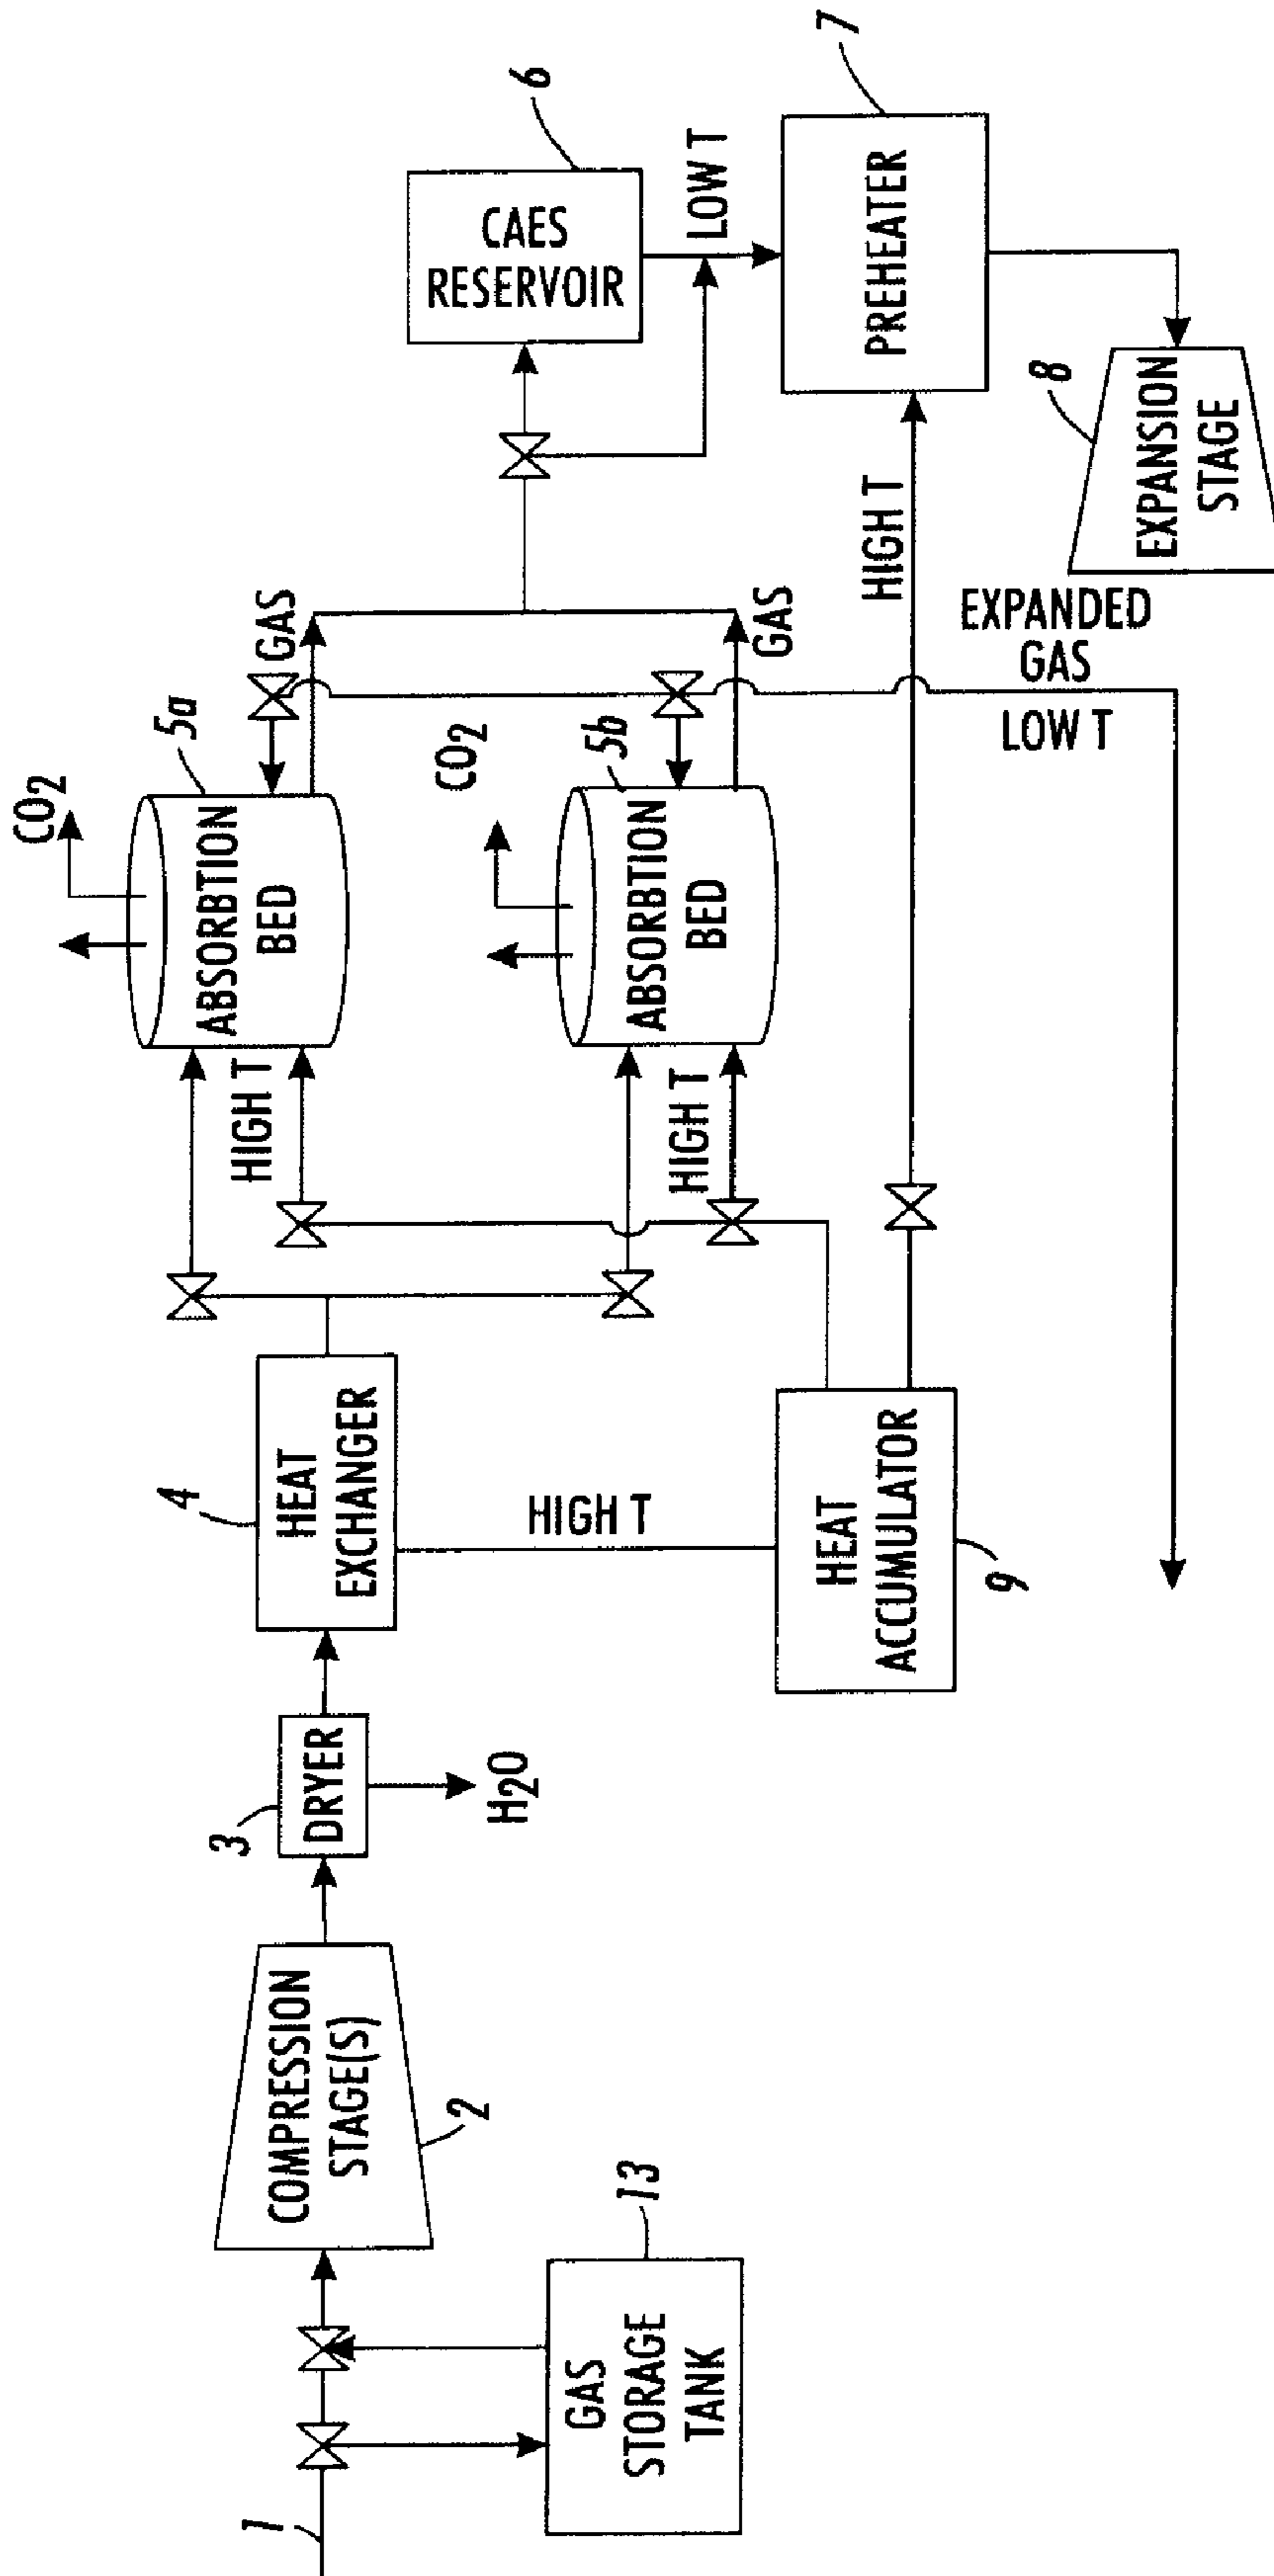 1
GAS
STORAGE
TANK
13
COMPRESSION
STAGE(S)
2
3
DRYER
H2O
4
HEAT
EXCHANGER
HIGH T
HEAT
ACCUMULATOR
9
HIGH T
HIGH T
CO2
5a
ABSORBTION
BED
GAS
CO2
5b
ABSORBTION
BED
GAS
HIGH T
EXPANDED
GAS
LOW T
6
CAES
RESERVOIR
LOW T
7
PREHEATER
8
EXPANSION
STAGE